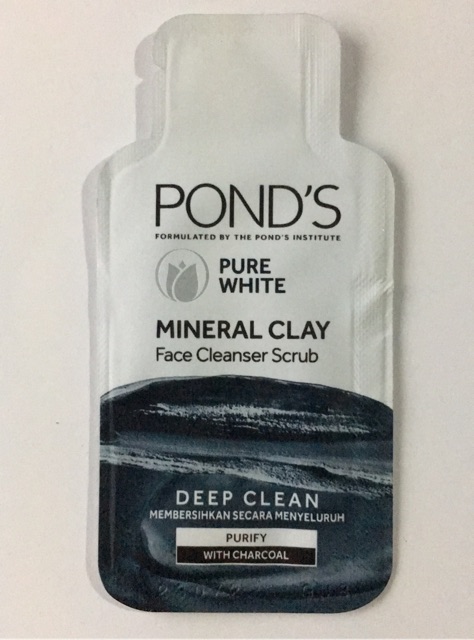 POND'S
FORMULATED BY THE POND'S INSTITUTE
PURE
WHITE
MINERAL CLAY
Face Cleanser Scrub
DEEP CLEAN
MEMBERSIHKAN SECARA MENYELURUH
PURIFY
WITH CHARCOAL